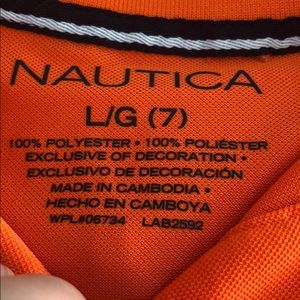 NAUTICA
L/G (7)
100% POLYESTER • 100% POLIÉSTER
EXCLUSIVE OF DECORATION •
EXCLUSIVO DE DECORACIÓN
MADE IN CAMBODIA •
HECHO EN CAMBOYA
WPL#06734 LAB2592